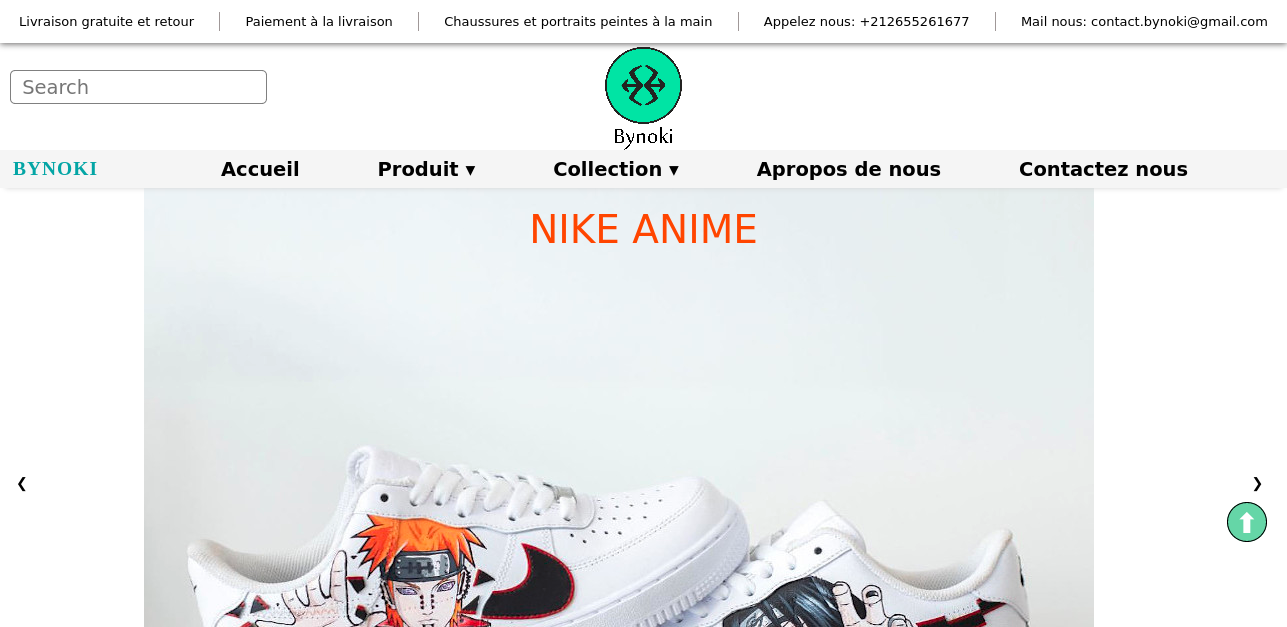 Livraison gratuite et retour
Paiement à la livraison
Chaussures et portraits peintes à la main
Appelez nous: +212655261677
Mail nous: contact.bynoki@gmail.com
Search
Bynoki
BYNOKI
Accueil
Produit ▾
Collection ▾
Apropos de nous
Contactez nous
NIKE ANIME